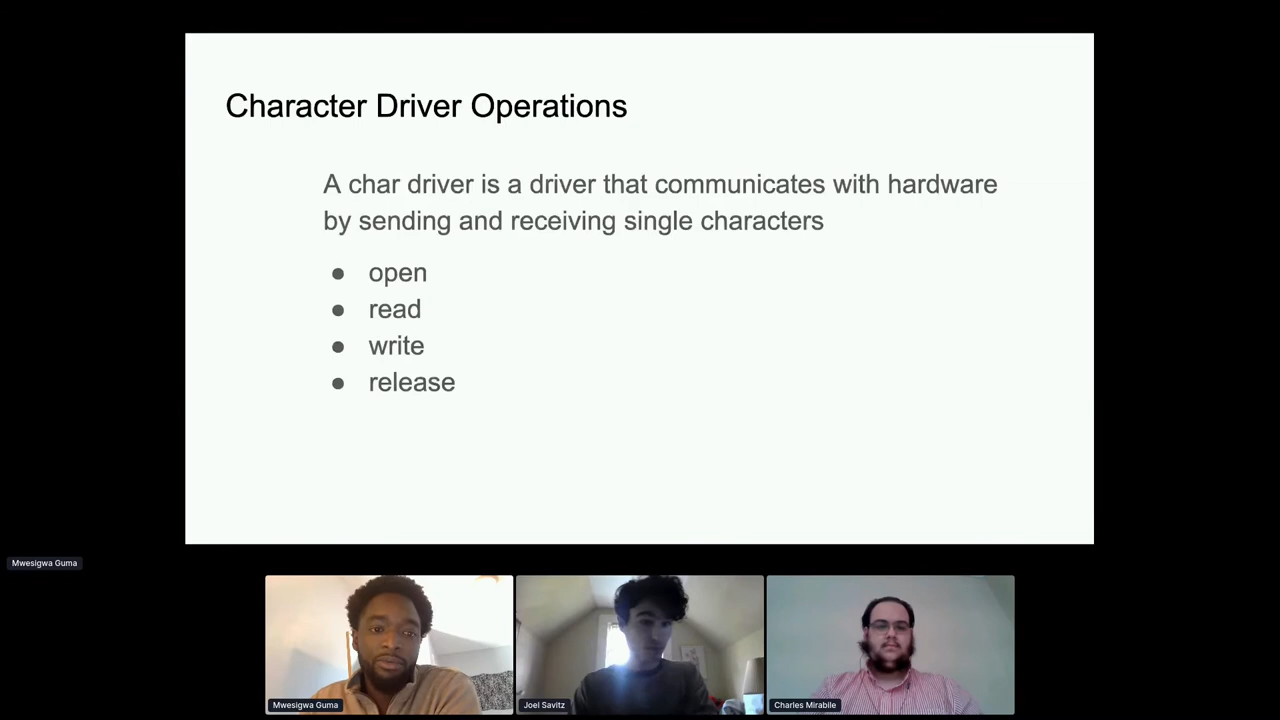 Character Driver Operations
A char driver is a driver that communicates with hardware
by sending and receiving single characters
● open
● read
● write
● release
Mwesigwa Guma
Mwesigwa Guma
Joel Savitz
Charles Mirabile